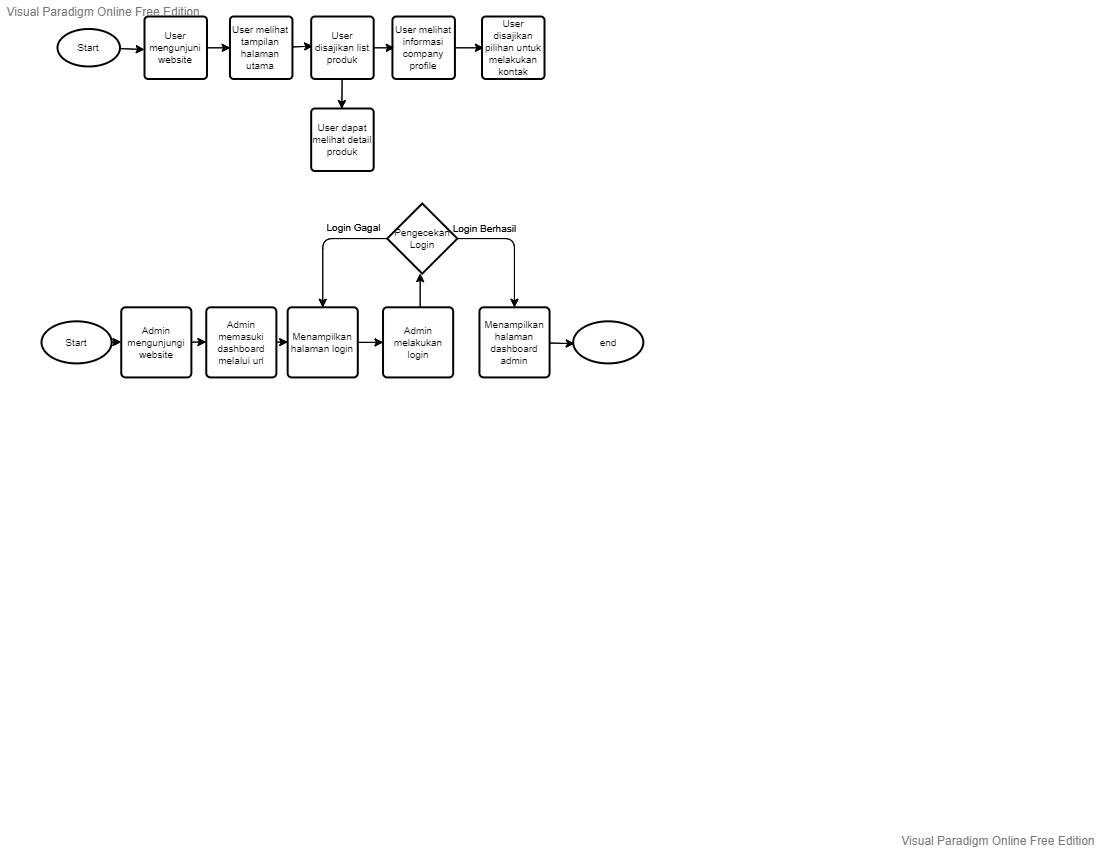 Visual Paradigm Online Free Edition
Start
User
mengunjuni
website
User melihat
tampilan
halaman
utama
User
disajikan list
produk
User melihat
informasi
company
profile
User
disajikan
pilihan untuk
melakukan
kontak
User dapat
melihat detail
produk
Login Gagal
Pengecekan
Login
Login Berhasil
Start
Admin
mengunjungi
website
Admin
memasuki
dashboard
melalui url
Menampilkan
halaman login
Admin
melakukan
login
Menampilkan
halaman
dashboard
admin
end
Visual Paradigm Online Free Edition